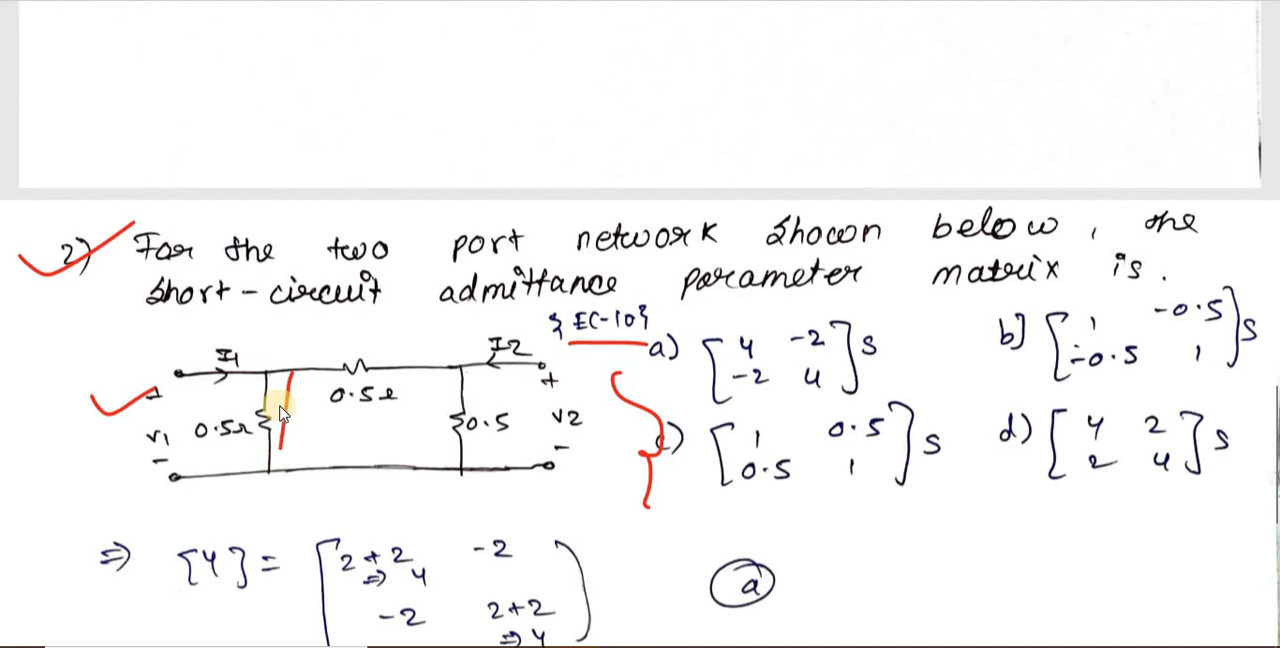 2) For the two port network shown below, the
short-circuit admittance parameter matrix is.
{EC-10}
a) [4 -2
-2 4] s
b] [1 -0.5
-0.5 1] s
c) [1 0.5
0.5 1] s
d) [4 2
2 4] s
I1 I2
0.5Ω
+ +
V1 0.5Ω 0.5 V2
- -
⇒ [Y] = [2+2 -2
⇒ 4
-2 2+2
⇒ 4]
a